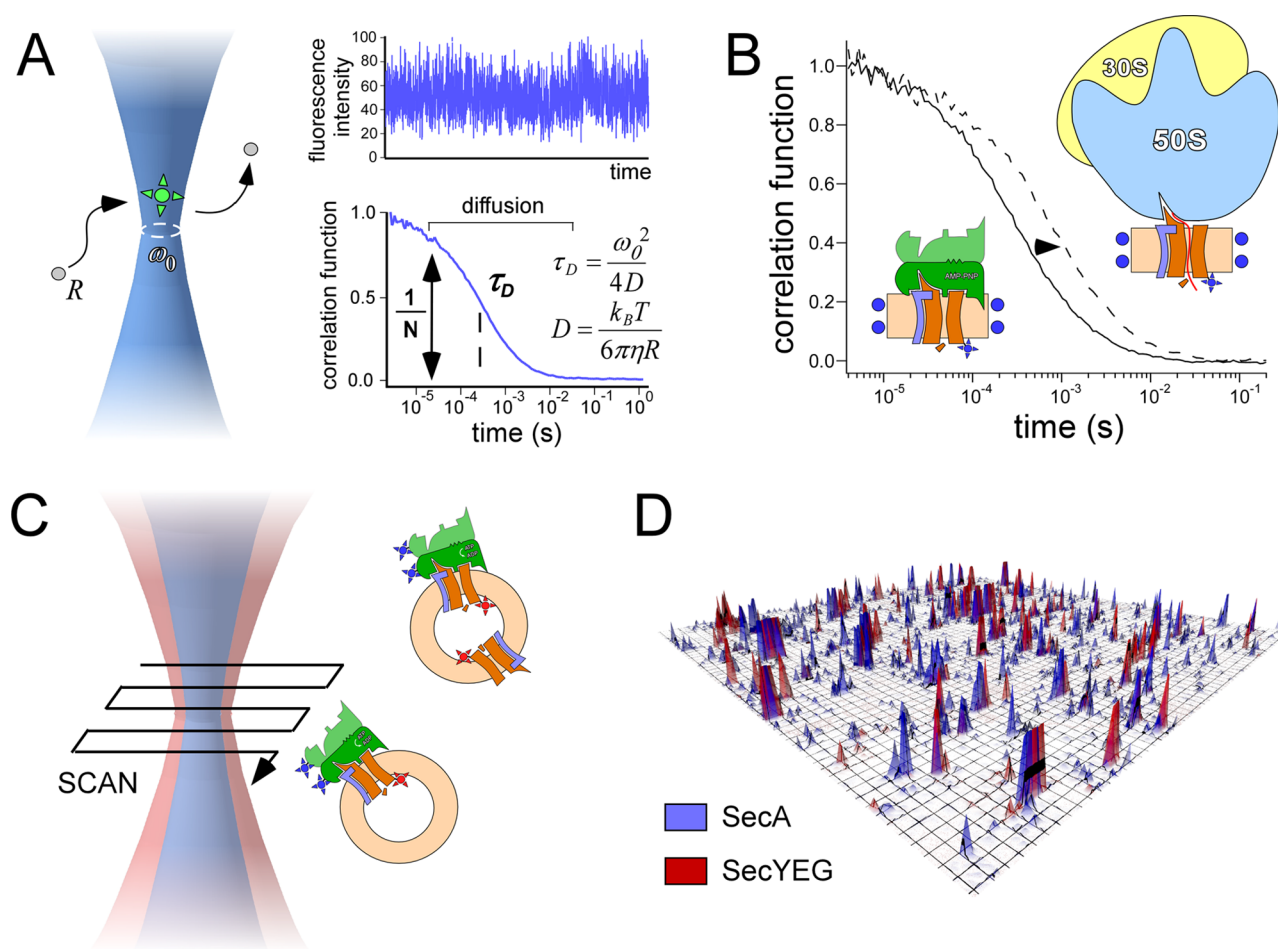 A
R
ω₀
fluorescence
intensity
100
80
60
40
20
0
time
correlation function
1.0
0.5
0.0
diffusion
1
N
τ_D
τ_D = ω₀² / 4D
D = k_B T / 6πηR
10⁻⁵ 10⁻⁴ 10⁻³ 10⁻² 10⁻¹ 10⁰
time (s)
B
correlation function
1.0
0.8
0.6
0.4
0.2
0.0
30S
50S
AMP-PNP
10⁻⁵ 10⁻⁴ 10⁻³ 10⁻² 10⁻¹
time (s)
C
SCAN
D
SecA
SecYEG